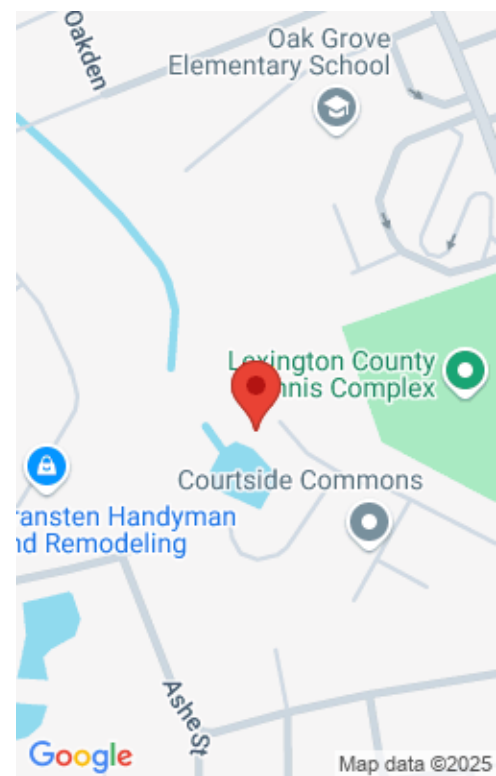 Oakden
Oak Grove
Elementary School
Lexington County
nnis Complex
Courtside Commons
ransten Handyman
nd Remodeling
Ashe St
Google
Map data ©2025